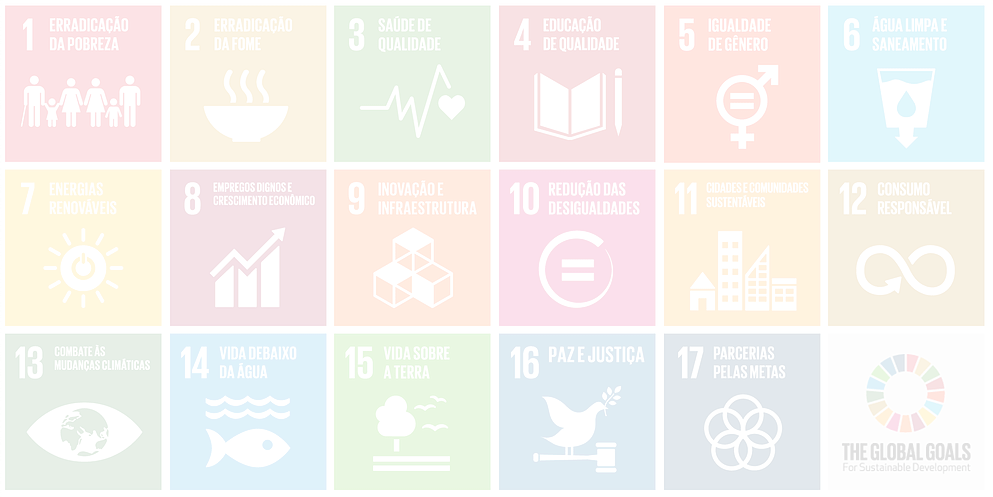 1 ERRADICAÇÃO
DA POBREZA
2 ERRADICAÇÃO
DA FOME
3 SAÚDE DE
QUALIDADE
4 EDUCAÇÃO
DE QUALIDADE
5 IGUALDADE
DE GÊNERO
6 ÁGUA LIMPA E
SANEAMENTO
7 ENERGIAS
RENOVÁVEIS
8 EMPREGOS DIGNOS E
CRESCIMENTO ECONÔMICO
9 INOVAÇÃO E
INFRAESTRUTURA
10 REDUÇÃO DAS
DESIGUALDADES
11 CIDADES E COMUNIDADES
SUSTENTÁVEIS
12 CONSUMO
RESPONSÁVEL
13 COMBATE ÀS
MUDANÇAS CLIMÁTICAS
14 VIDA DEBAIXO
DA ÁGUA
15 VIDA SOBRE
A TERRA
16 PAZ E JUSTIÇA
17 PARCERIAS
PELAS METAS
THE GLOBAL GOALS
For Sustainable Development